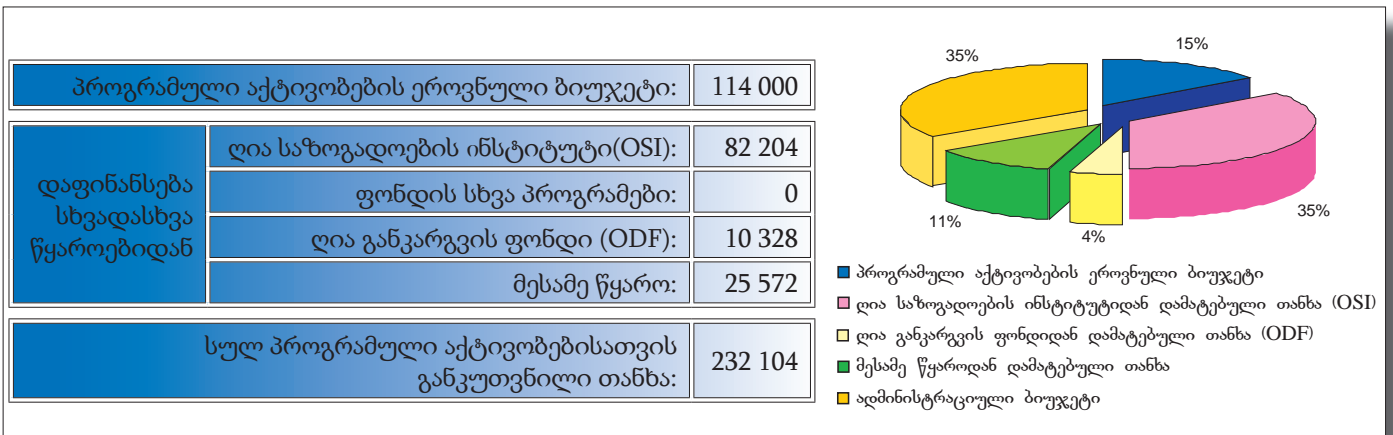 პროგრამული აქტივობების ეროვნული ბიუჯეტი: 114 000
დაფინანსება
სხვადასხვა
წყაროებიდან
ღია საზოგადოების ინსტიტუტი(OSI): 82 204
ფონდის სხვა პროგრამები: 0
ღია განკარგვის ფონდი (ODF): 10 328
მესამე წყარო: 25 572
სულ პროგრამული აქტივობებისათვის
განკუთვნილი თანხა: 232 104
35%
15%
11%
4%
35%
პროგრამული აქტივობების ეროვნული ბიუჯეტი
ღია საზოგადოების ინსტიტუტიდან დამატებული თანხა (OSI)
ღია განკარგვის ფონდიდან დამატებული თანხა (ODF)
მესამე წყაროდან დამატებული თანხა
ადმინისტრაციული ბიუჯეტი